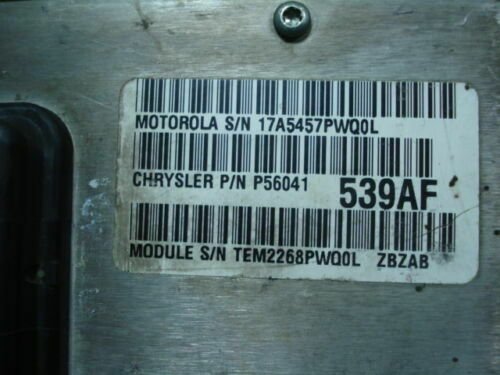 MOTOROLA S/N 17A5457PWQ0L
CHRYSLER P/N P56041 539AF
MODULE S/N TEM2268PWQ0L ZBZAB